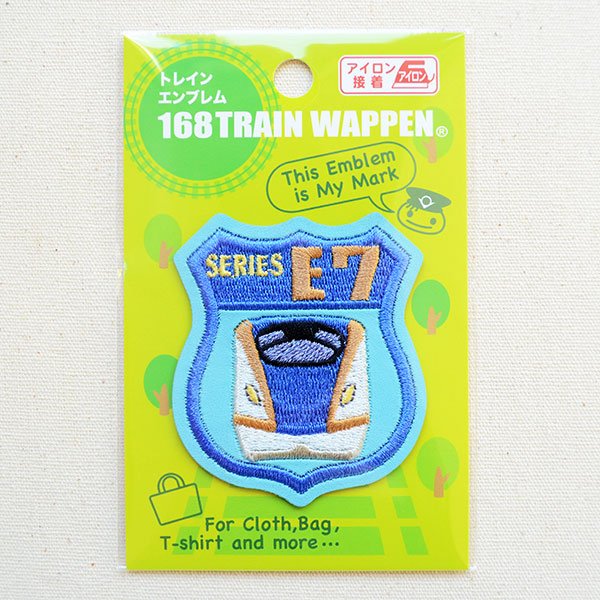 トレイン
エンブレム
168TRAIN WAPPEN®
アイロン
接着
アイロン
This Emblem
is My Mark
SERIES E7
For Cloth,Bag,
T-shirt and more…